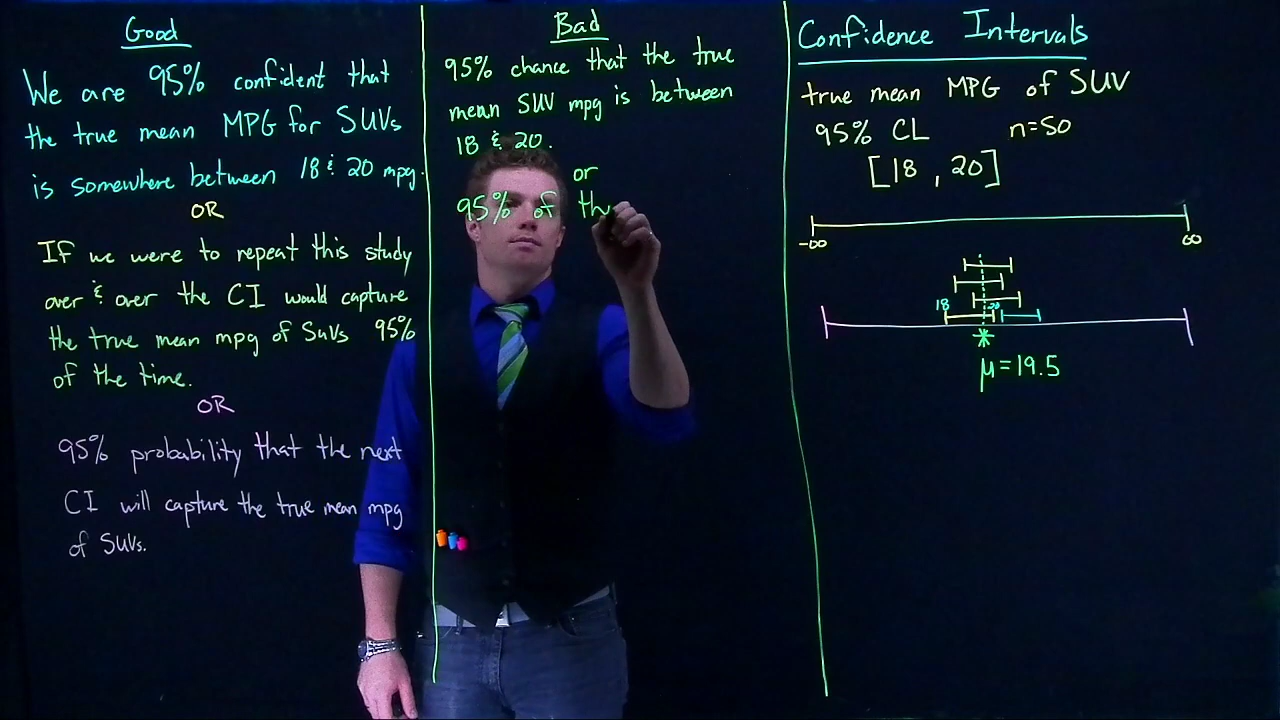 Good
We are 95% confident that
the true mean MPG for SUVs
is somewhere between 18 & 20 mpg.
OR
If we were to repeat this study
over & over the CI would capture
the true mean mpg of SUVs 95%
of the time.
OR
95% probability that the next
CI will capture the true mean mpg
of SUVs.
Bad
95% chance that the true
mean SUV mpg is between
18 & 20.
or
95% of th
Confidence Intervals
true mean MPG of SUV
95% CL n=50
[18, 20]
-∞ ∞
18 20
μ=19.5